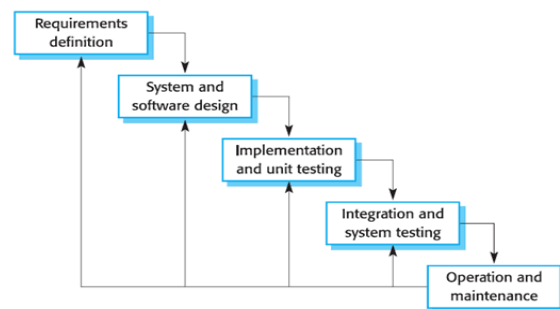 Requirements
definition
System and
software design
Implementation
and unit testing
Integration and
system testing
Operation and
maintenance